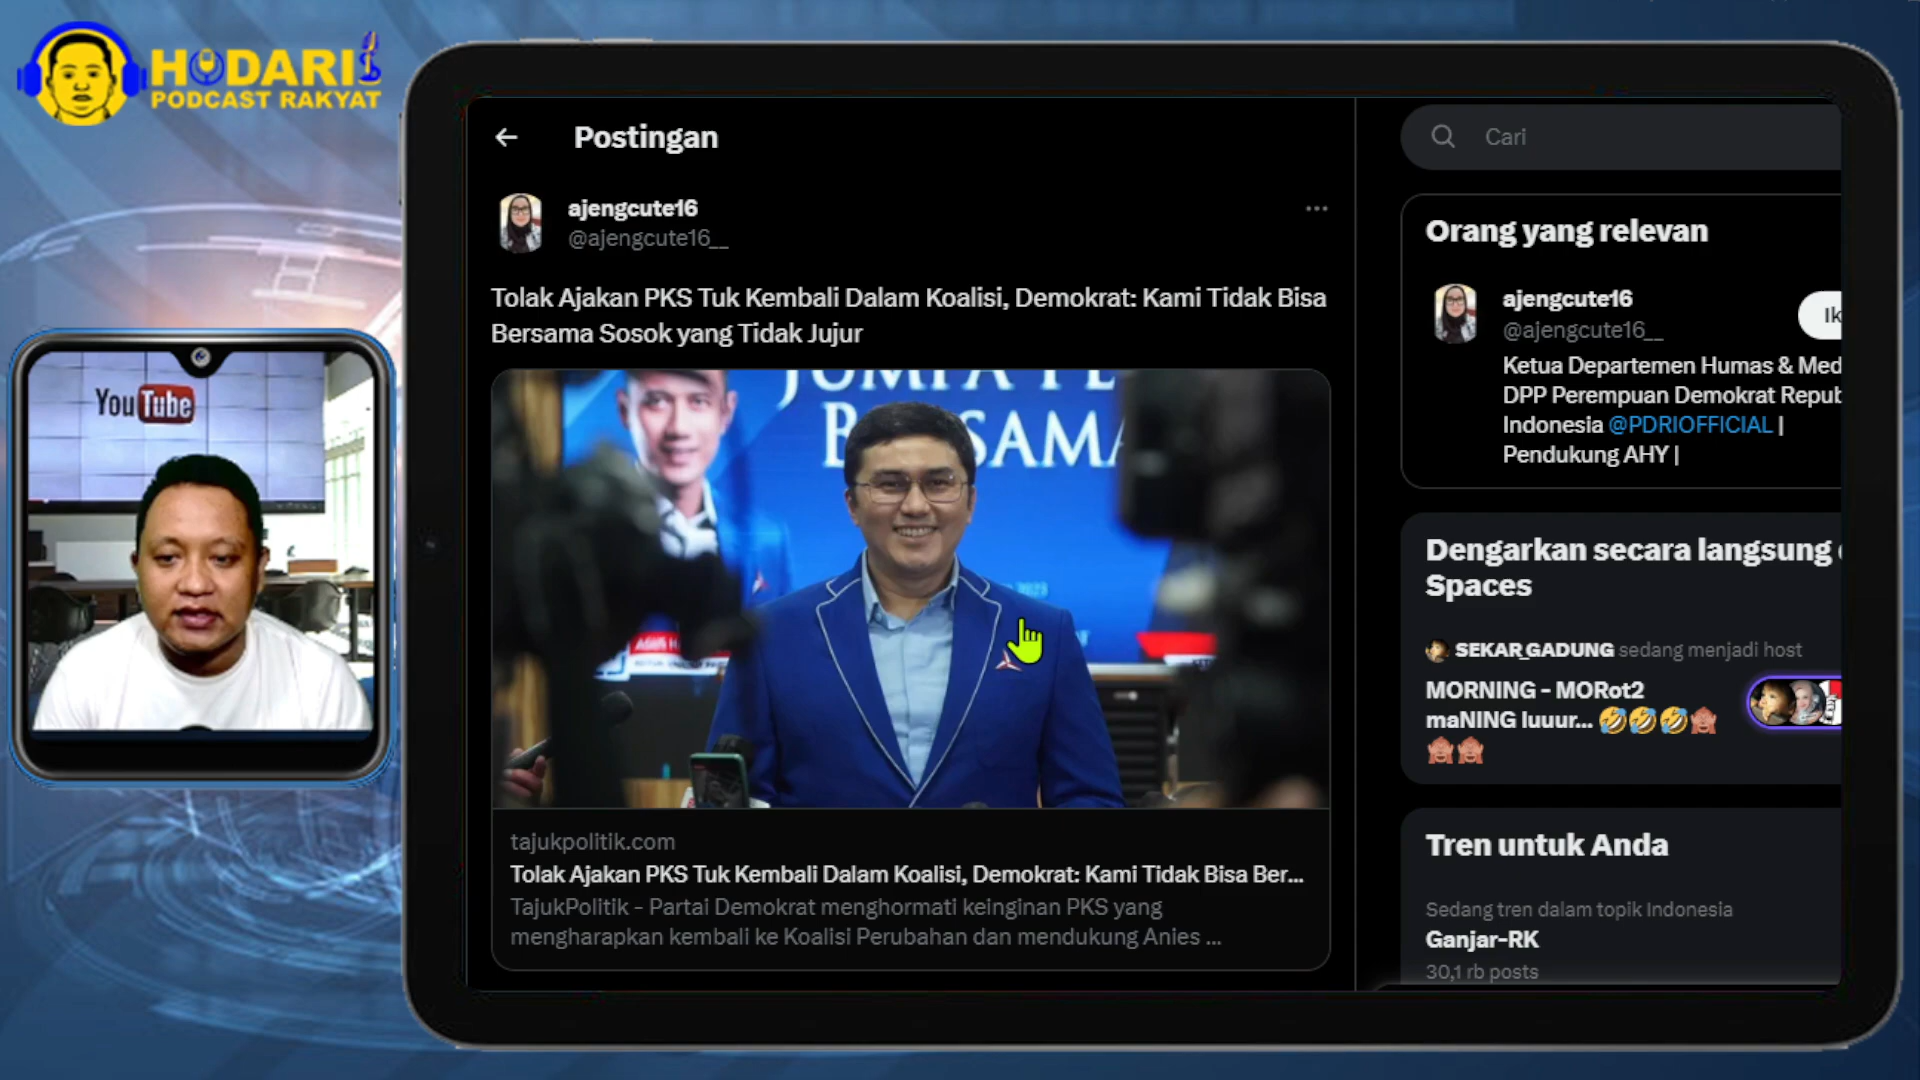 HODARI
PODCAST RAKYAT
YouTube
Postingan
ajengcute16
@ajengcute16__
Tolak Ajakan PKS Tuk Kembali Dalam Koalisi, Demokrat: Kami Tidak Bisa
Bersama Sosok yang Tidak Jujur
BERSAMA
tajukpolitik.com
Tolak Ajakan PKS Tuk Kembali Dalam Koalisi, Demokrat: Kami Tidak Bisa Ber...
TajukPolitik - Partai Demokrat menghormati keinginan PKS yang
mengharapkan kembali ke Koalisi Perubahan dan mendukung Anies ...
Cari
Orang yang relevan
ajengcute16
@ajengcute16__
Ik
Ketua Departemen Humas & Med
DPP Perempuan Demokrat Repub
Indonesia @PDRIOFFICIAL |
Pendukung AHY |
Dengarkan secara langsung
Spaces
SEKAR_GADUNG sedang menjadi host
MORNING - MORot2
maNING luuur... 🤣🤣🤣🙈
🙈🙈
Tren untuk Anda
Sedang tren dalam topik Indonesia
Ganjar-RK
30,1 rb posts